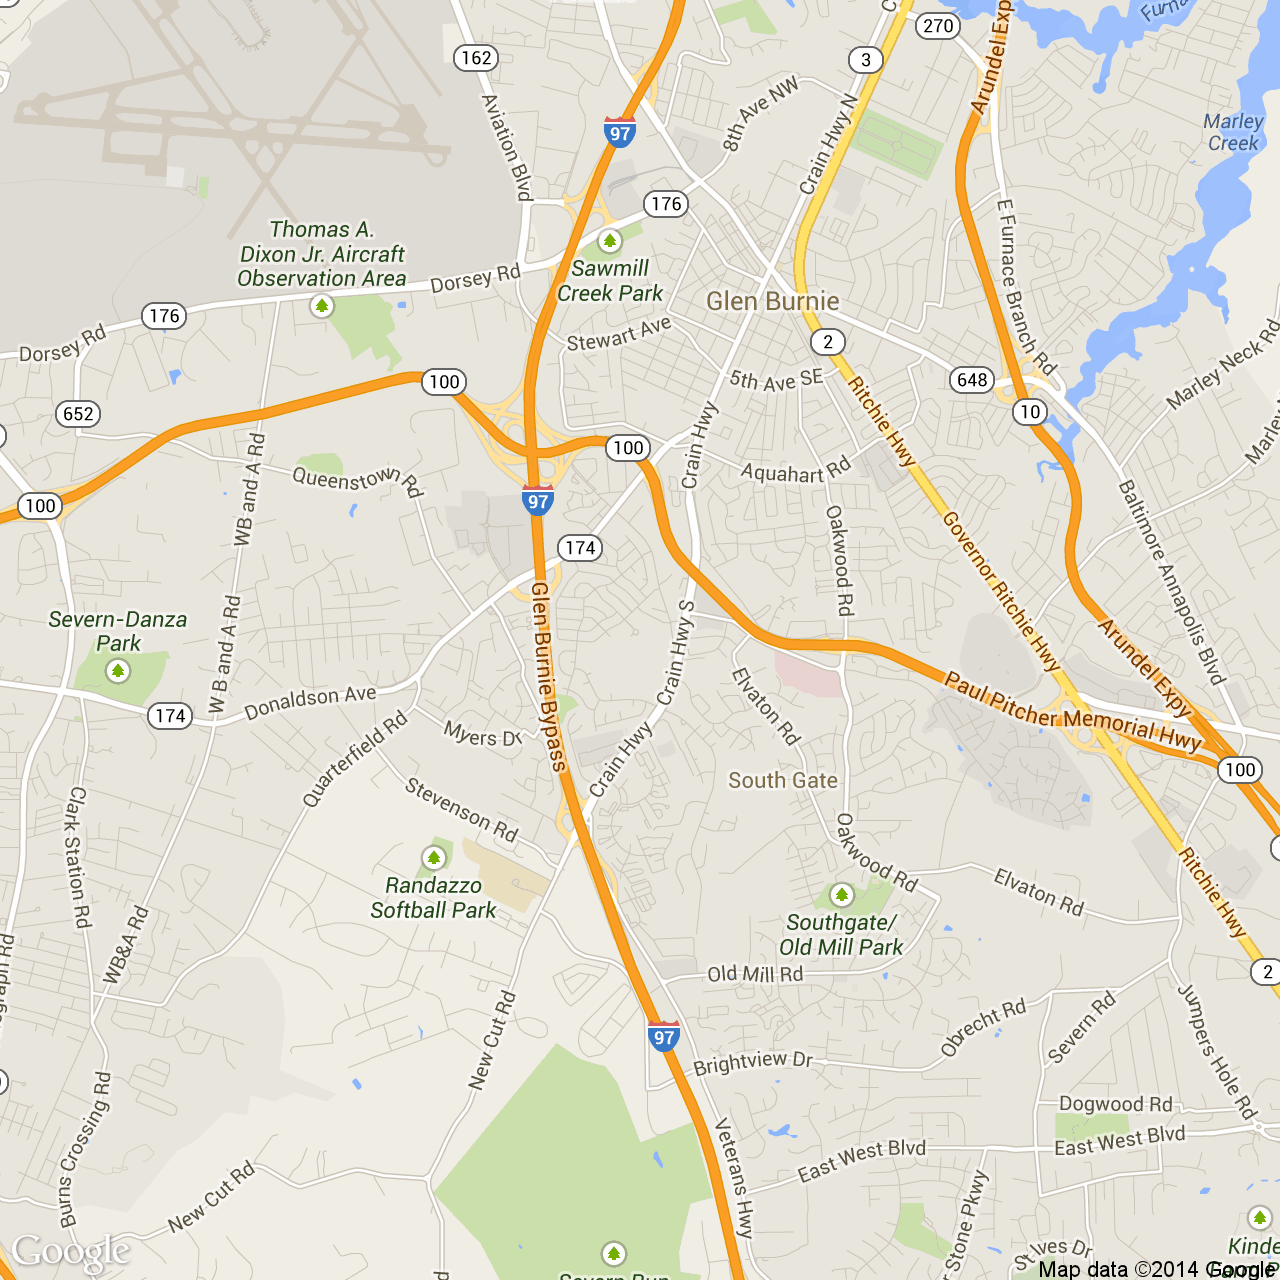 270
Furna
162
3
Arundel Exp
8th Ave NW
Aviation Blvd
97
Crain Hwy N
Marley
Creek
176
Thomas A.
Dixon Jr. Aircraft
Observation Area
Sawmill
Creek Park
E Furnace Branch Rd
Dorsey Rd
Glen Burnie
176
Dorsey Rd
Stewart Ave
2
Marley Neck Rd
100
5th Ave SE
648
Ritchie Hwy
652
10
Crain Hwy
Marley
100
WB and A Rd
Queenstown Rd
Aquahart Rd
97
100
Baltimore Annapolis Blvd
174
Oakwood Rd
Governor Ritchie Hwy
Glen Burnie Bypass
Severn-Danza
Park
W B and A Rd
Crain Hwy S
Arundel Expy
Donaldson Ave
174
Elvaton Rd
Paul Pitcher Memorial Hwy
Myers Dr
Quarterfield Rd
Crain Hwy
South Gate
100
Stevenson Rd
Clark Station Rd
Oakwood Rd
Randazzo
Softball Park
Elvaton Rd
Ritchie Hwy
Southgate/
Old Mill Park
WB&A Rd
Old Mill Rd
2
New Cut Rd
97
Obrecht Rd
Severn Rd
Jumpers Hole Rd
Brightview Dr
Burns Crossing Rd
Dogwood Rd
Veterans Hwy
East West Blvd
East West Blvd
New Cut Rd
Stone Pkwy
St Ives Dr
Kinde
Google
Severn Run
Map data ©2014 Google